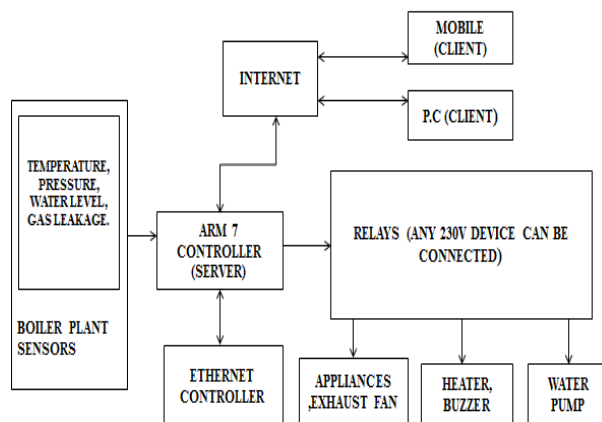 MOBILE
(CLIENT)
INTERNET
P.C (CLIENT)
TEMPERATURE,
PRESSURE,
WATER LEVEL,
GAS LEAKAGE.
BOILER PLANT
SENSORS
ARM 7
CONTROLLER
(SERVER)
RELAYS (ANY 230V DEVICE CAN BE
CONNECTED)
ETHERNET
CONTROLLER
APPLIANCES
,EXHAUST FAN
HEATER,
BUZZER
WATER
PUMP